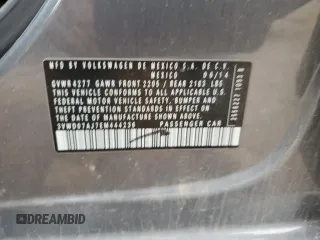 MFG BY VOLKSWAGEN DE MEXICO S.A. DE C.V.
MEXICO 06/14
GVWR 4277 GAWR FRONT 2205 / REAR 2183 LBS.
THIS VEHICLE CONFORMS TO ALL APPLICABLE U.S.
FEDERAL MOTOR VEHICLE SAFETY, BUMPER, AND
THEFT PREVENTION STANDARDS IN EFFECT ON
THE DATE OF MANUFACTURE SHOWN ABOVE.
PASSENGER CAR
DREAMBID